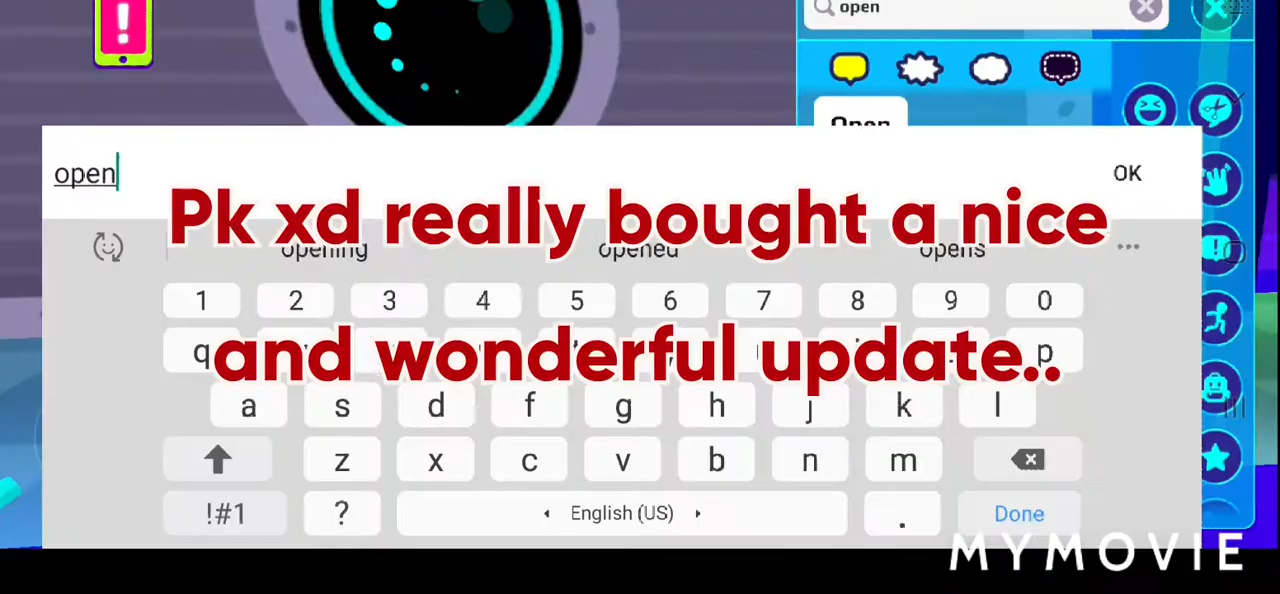 open
Open
open
OK
Pk xd really bought a nice
opening opened opens
1 2 3 4 5 6 7 8 9 0
and wonderful update..
q p
a s d f g h j k l
z x c v b n m
!#1 ? English (US) . Done
MYMOVIE